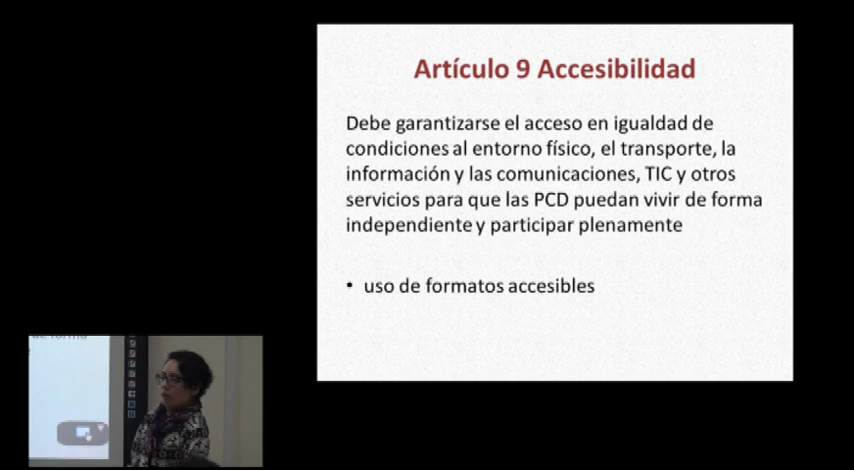 Artículo 9 Accesibilidad
Debe garantizarse el acceso en igualdad de
condiciones al entorno físico, el transporte, la
información y las comunicaciones, TIC y otros
servicios para que las PCD puedan vivir de forma
independiente y participar plenamente
• uso de formatos accesibles
de forma